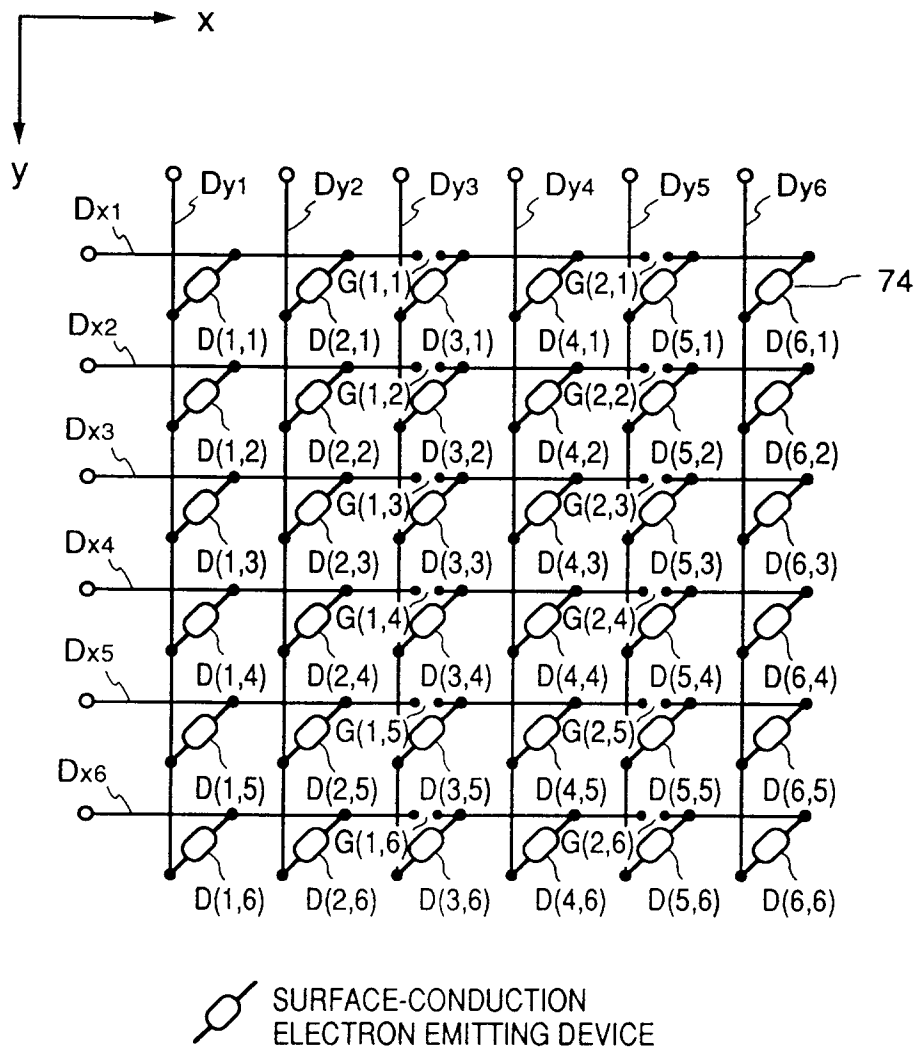 x
y
Dy1 Dy2 Dy3 Dy4 Dy5 Dy6
Dx1
G(1,1) G(2,1) 74
Dx2 D(1,1) D(2,1) D(3,1) D(4,1) D(5,1) D(6,1)
G(1,2) G(2,2)
Dx3 D(1,2) D(2,2) D(3,2) D(4,2) D(5,2) D(6,2)
G(1,3) G(2,3)
Dx4 D(1,3) D(2,3) D(3,3) D(4,3) D(5,3) D(6,3)
G(1,4) G(2,4)
Dx5 D(1,4) D(2,4) D(3,4) D(4,4) D(5,4) D(6,4)
G(1,5) G(2,5)
Dx6 D(1,5) D(2,5) D(3,5) D(4,5) D(5,5) D(6,5)
G(1,6) G(2,6)
D(1,6) D(2,6) D(3,6) D(4,6) D(5,6) D(6,6)
SURFACE-CONDUCTION
ELECTRON EMITTING DEVICE